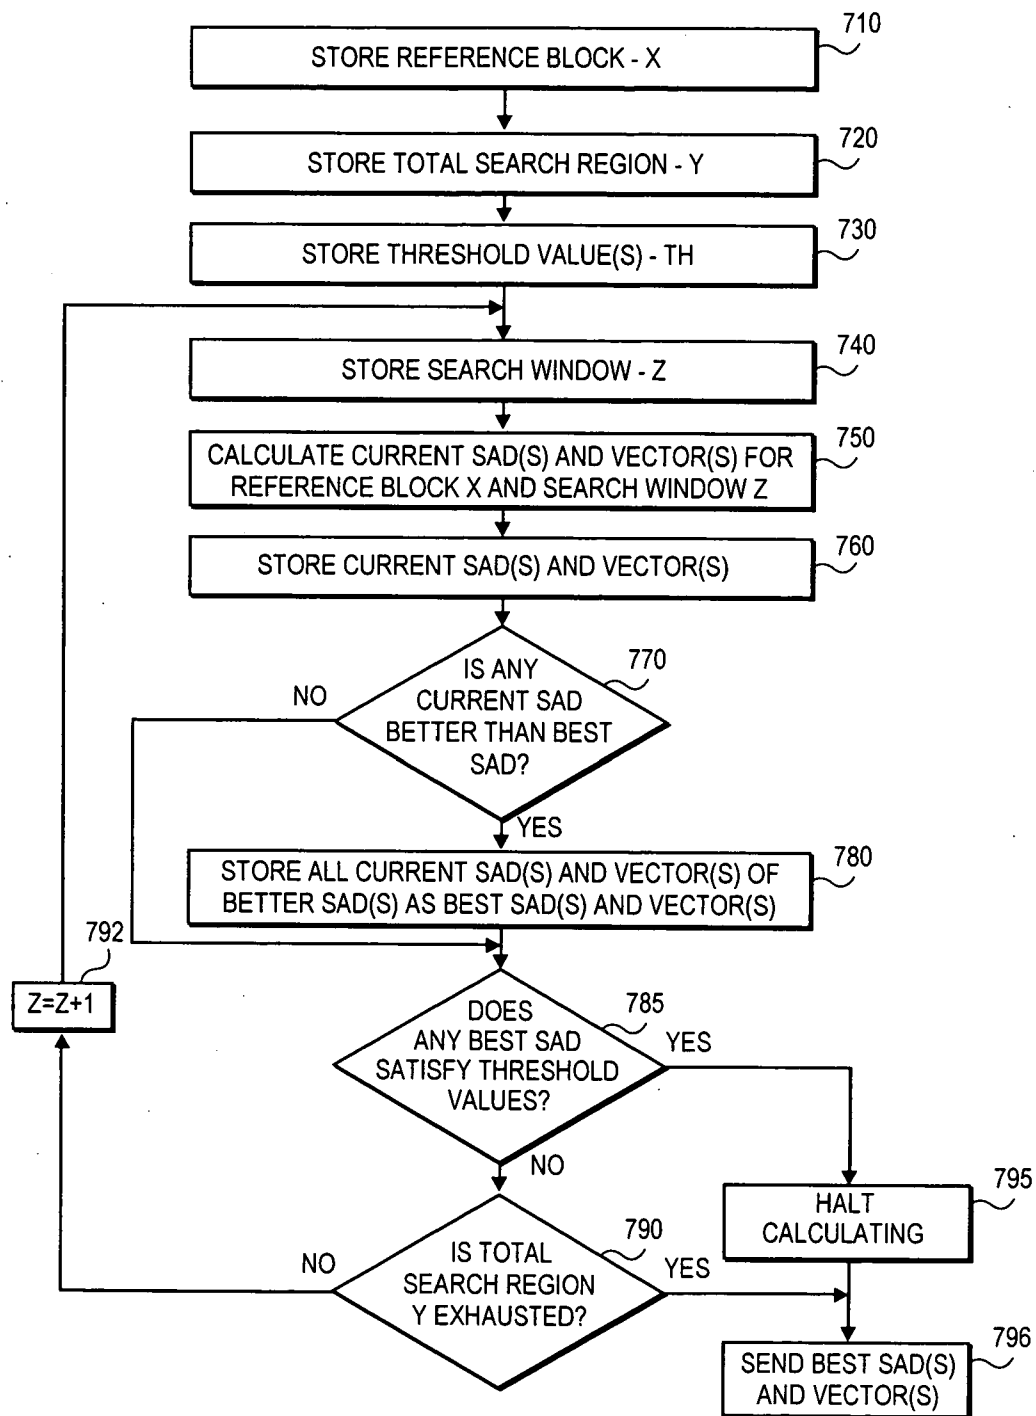 710
STORE REFERENCE BLOCK - X
720
STORE TOTAL SEARCH REGION - Y
730
STORE THRESHOLD VALUE(S) - TH
740
STORE SEARCH WINDOW - Z
750
CALCULATE CURRENT SAD(S) AND VECTOR(S) FOR
REFERENCE BLOCK X AND SEARCH WINDOW Z
760
STORE CURRENT SAD(S) AND VECTOR(S)
770
IS ANY
CURRENT SAD
BETTER THAN BEST
SAD?
NO
YES
780
STORE ALL CURRENT SAD(S) AND VECTOR(S) OF
BETTER SAD(S) AS BEST SAD(S) AND VECTOR(S)
792
Z=Z+1
785
DOES
ANY BEST SAD
SATISFY THRESHOLD
VALUES?
YES
NO
795
HALT
CALCULATING
790
IS TOTAL
SEARCH REGION
Y EXHAUSTED?
NO
YES
796
SEND BEST SAD(S)
AND VECTOR(S)